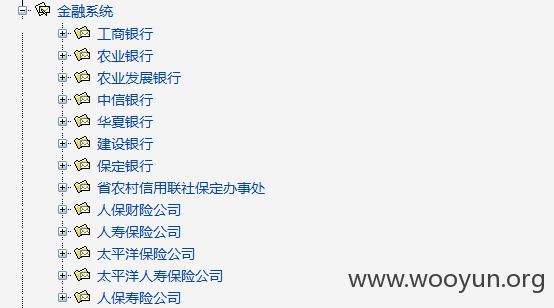 金融系统
工商银行
农业银行
农业发展银行
中信银行
华夏银行
建设银行
保定银行
省农村信用联社保定办事处
人保财险公司
人寿保险公司
太平洋保险公司
太平洋人寿保险公司
人保寿险公司
www.wooyun.org